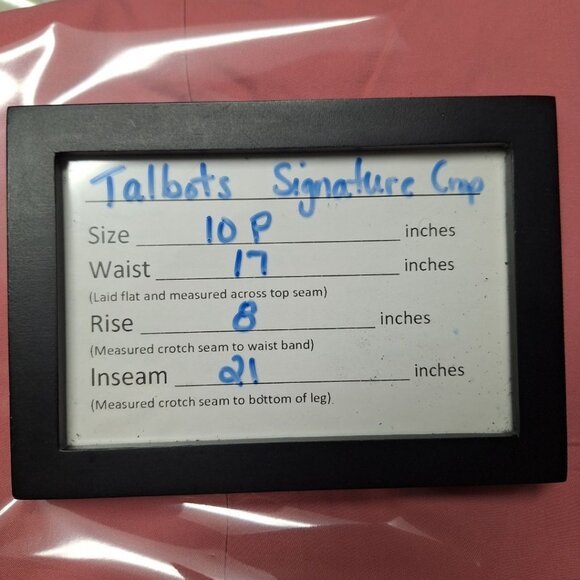 Talbots Signature Crop
Size 10 P inches
Waist 17 inches
(Laid flat and measured across top seam)
Rise 8 inches
(Measured crotch seam to waist band)
Inseam 21 inches
(Measured crotch seam to bottom of leg)